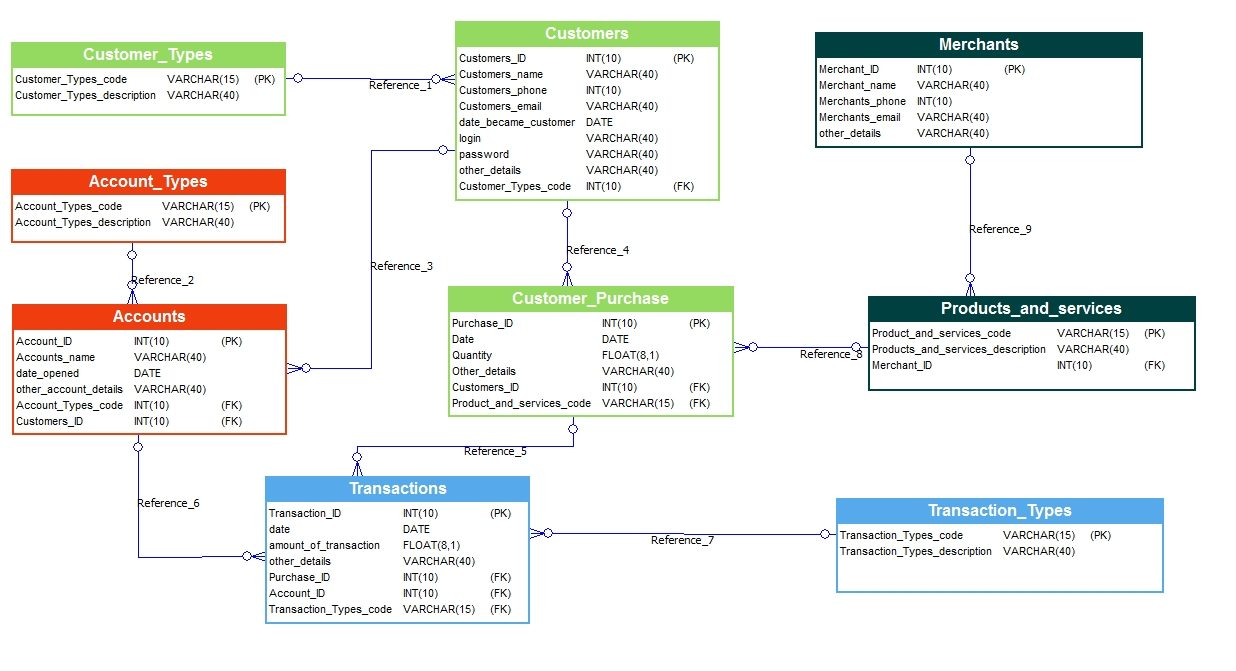 Customer_Types
Customer_Types_code VARCHAR(15) (PK)
Customer_Types_description VARCHAR(40)
Reference_1
Customers
Customers_ID INT(10) (PK)
Customers_name VARCHAR(40)
Customers_phone INT(10)
Customers_email VARCHAR(40)
date_became_customer DATE
login VARCHAR(40)
password VARCHAR(40)
other_details VARCHAR(40)
Customer_Types_code INT(10) (FK)
Merchants
Merchant_ID INT(10) (PK)
Merchant_name VARCHAR(40)
Merchants_phone INT(10)
Merchants_email VARCHAR(40)
other_details VARCHAR(40)
Account_Types
Account_Types_code VARCHAR(15) (PK)
Account_Types_description VARCHAR(40)
Reference_2
Reference_3
Reference_4
Reference_9
Accounts
Account_ID INT(10) (PK)
Accounts_name VARCHAR(40)
date_opened DATE
other_account_details VARCHAR(40)
Account_Types_code INT(10) (FK)
Customers_ID INT(10) (FK)
Customer_Purchase
Purchase_ID INT(10) (PK)
Date DATE
Quantity FLOAT(8,1)
Other_details VARCHAR(40)
Customers_ID INT(10) (FK)
Product_and_services_code VARCHAR(15) (FK)
Reference_8
Products_and_services
Product_and_services_code VARCHAR(15) (PK)
Products_and_services_description VARCHAR(40)
Merchant_ID INT(10) (FK)
Reference_5
Reference_6
Transactions
Transaction_ID INT(10) (PK)
date DATE
amount_of_transaction FLOAT(8,1)
other_details VARCHAR(40)
Purchase_ID INT(10) (FK)
Account_ID INT(10) (FK)
Transaction_Types_code VARCHAR(15) (FK)
Reference_7
Transaction_Types
Transaction_Types_code VARCHAR(15) (PK)
Transaction_Types_description VARCHAR(40)